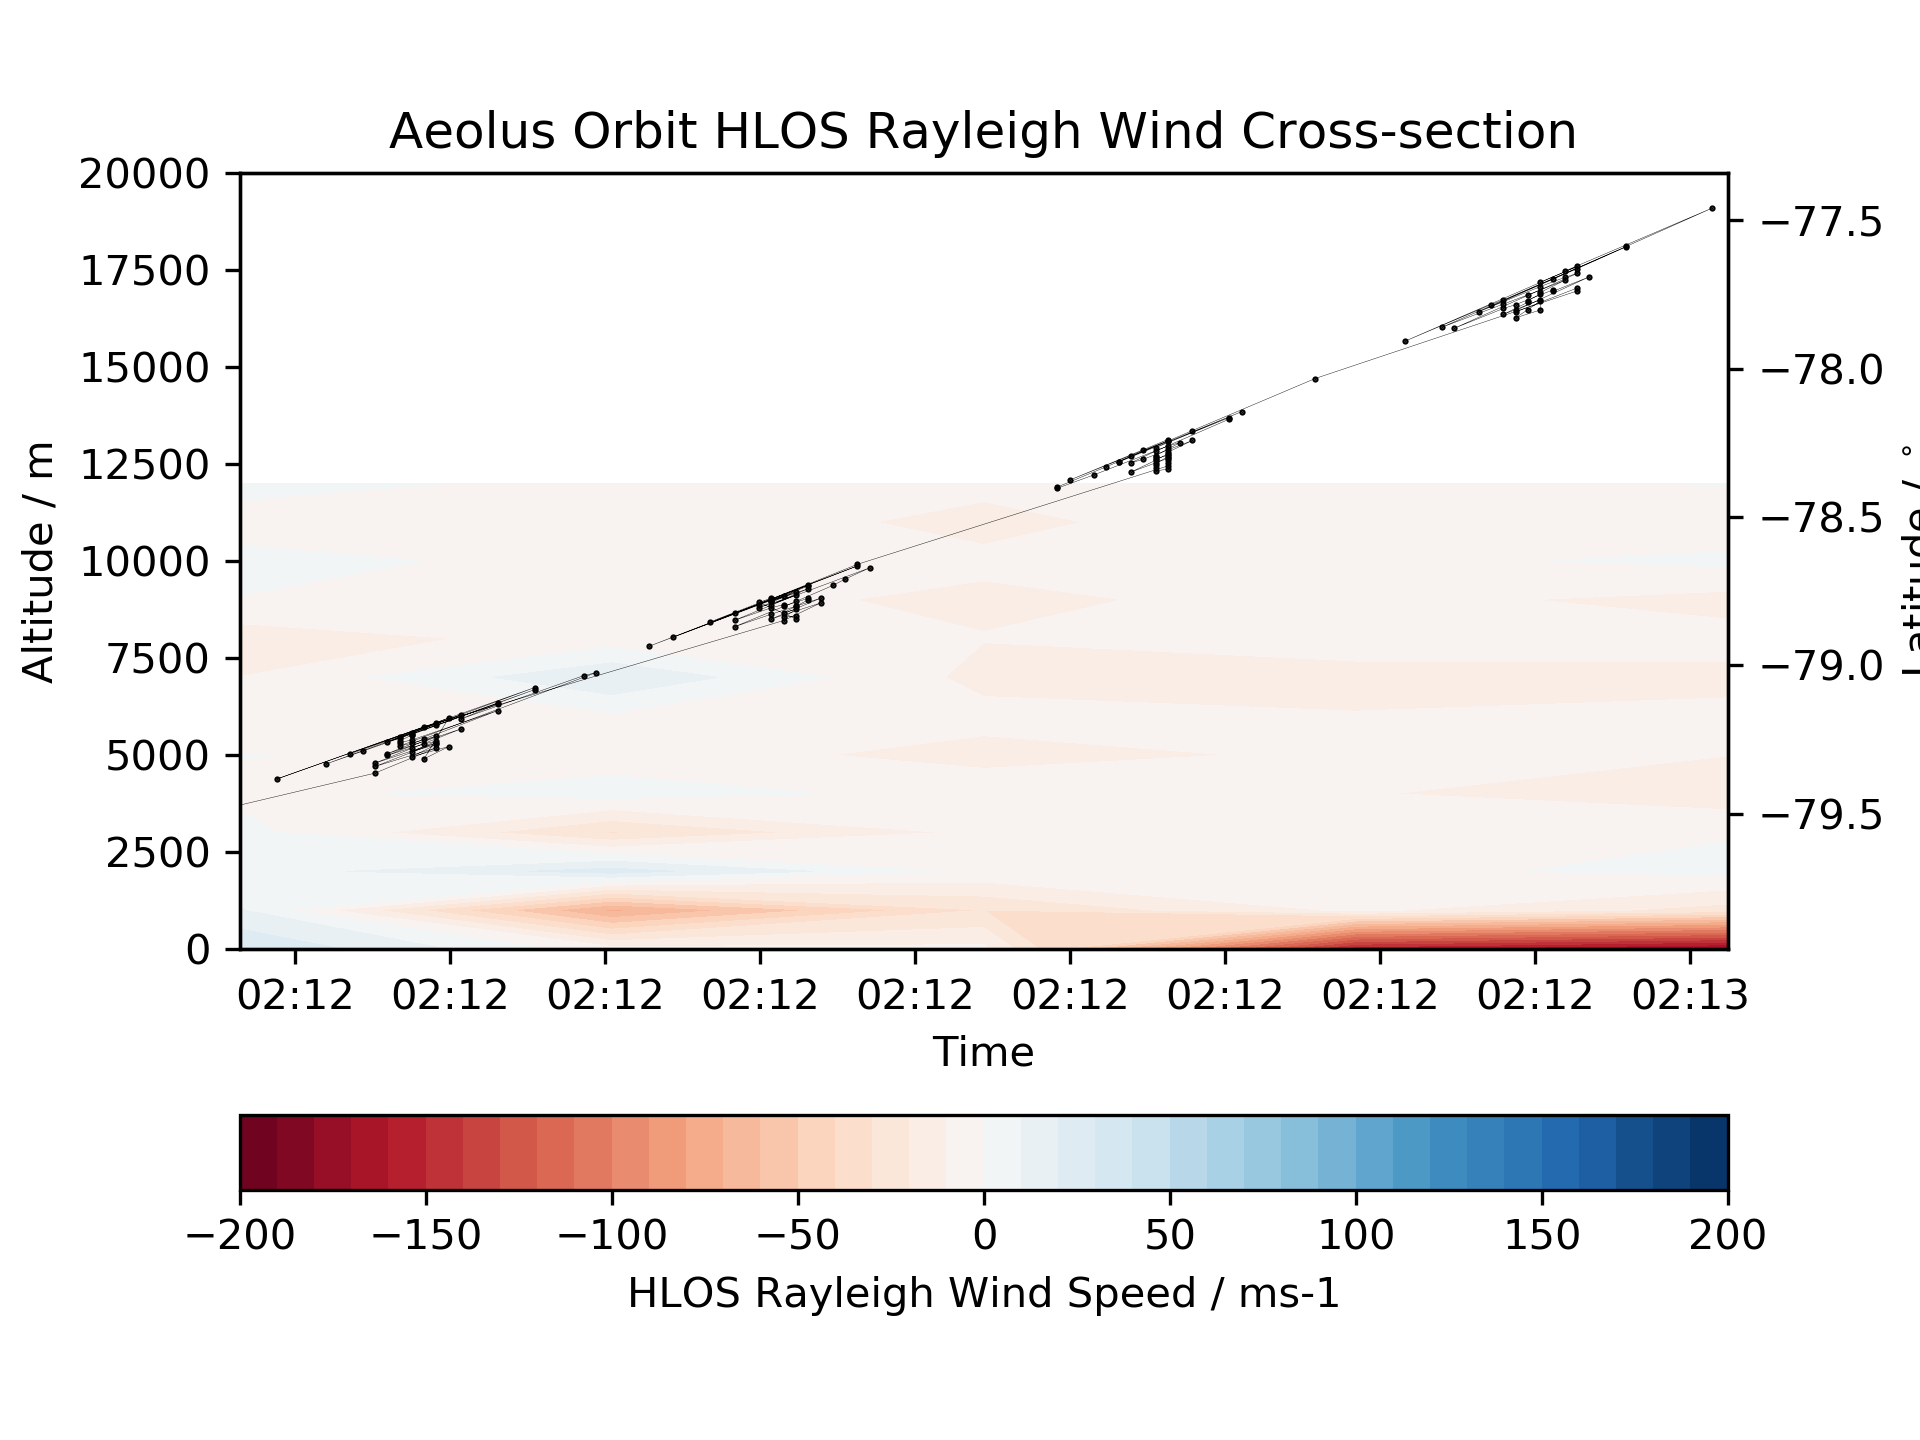 Aeolus Orbit HLOS Rayleigh Wind Cross-section
20000
17500
15000
12500
10000
7500
5000
2500
0
Altitude / m
−77.5
−78.0
−78.5
−79.0
−79.5
Latitude / °
02:12 02:12 02:12 02:12 02:12 02:12 02:12 02:12 02:12 02:13
Time
−200 −150 −100 −50 0 50 100 150 200
HLOS Rayleigh Wind Speed / ms-1